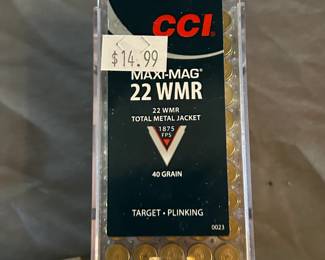 CCI
$14.99
MAXI-MAG®
22 WMR
22 WMR
TOTAL METAL JACKET
1875
FPS
40 GRAIN
TARGET • PLINKING
0023